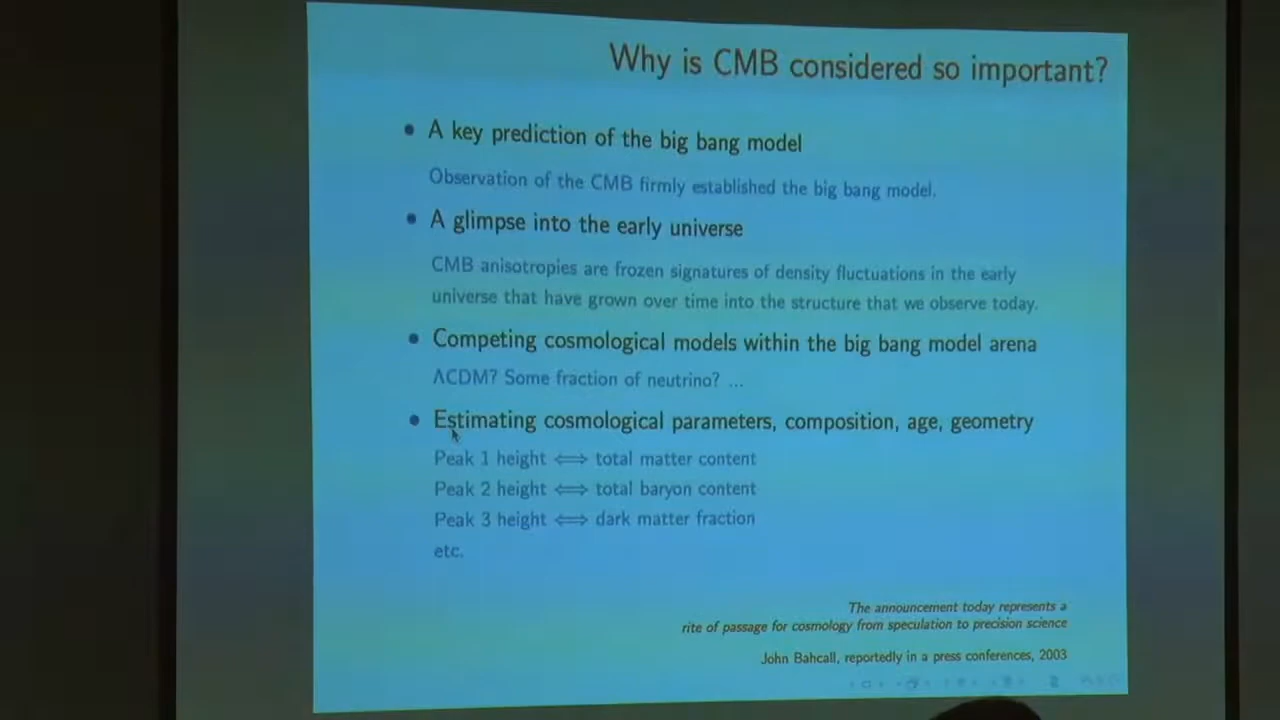 Why is CMB considered so important?
• A key prediction of the big bang model
Observation of the CMB firmly established the big bang model.
• A glimpse into the early universe
CMB anisotropies are frozen signatures of density fluctuations in the early
universe that have grown over time into the structure that we observe today.
• Competing cosmological models within the big bang model arena
ΛCDM? Some fraction of neutrino? ...
• Estimating cosmological parameters, composition, age, geometry
Peak 1 height ⟺ total matter content
Peak 2 height ⟺ total baryon content
Peak 3 height ⟺ dark matter fraction
etc.
The announcement today represents a
rite of passage for cosmology from speculation to precision science
John Bahcall, reportedly in a press conferences, 2003